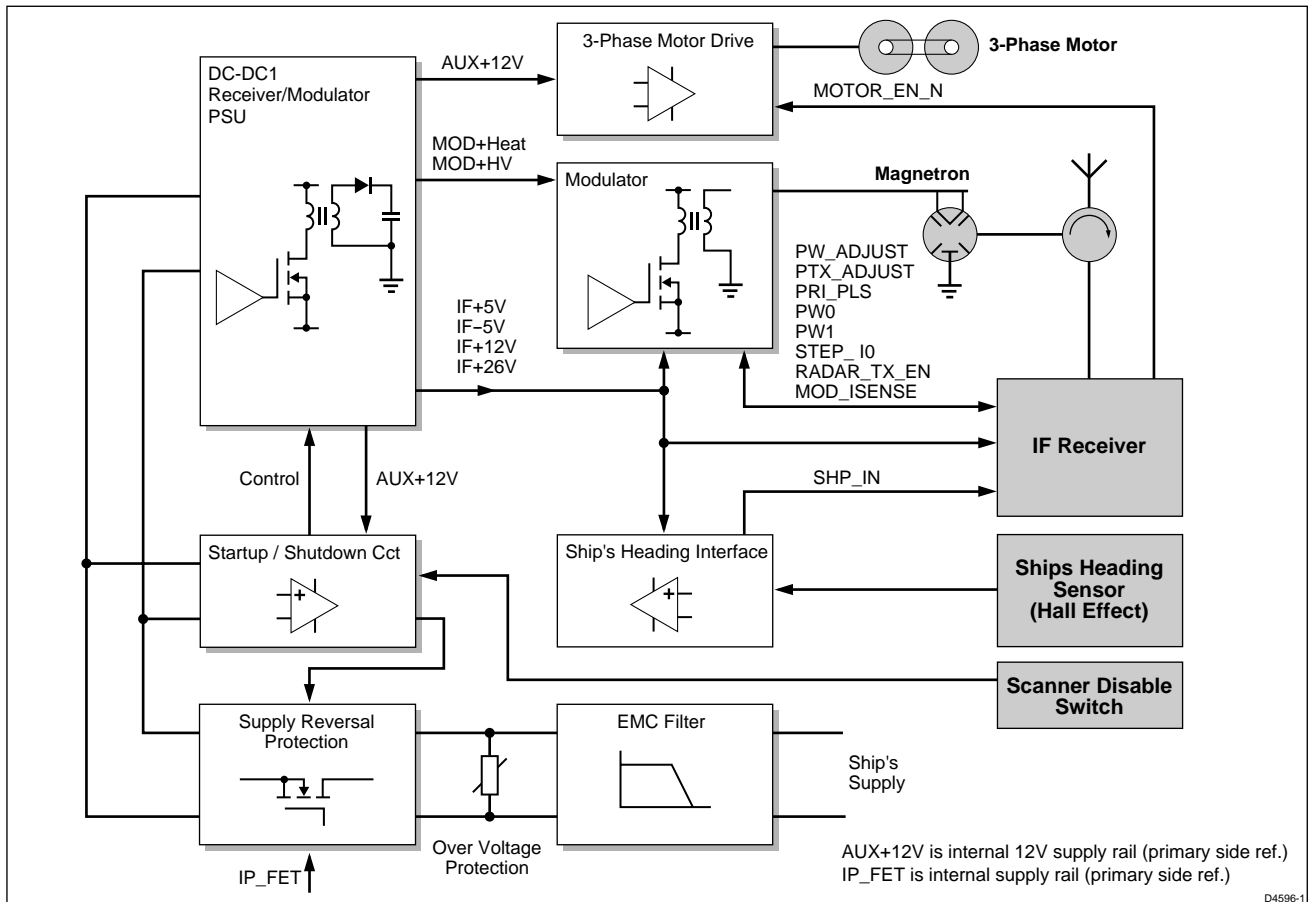 3-Phase Motor Drive
3-Phase Motor
DC-DC1
Receiver/Modulator
PSU
AUX+12V
MOTOR_EN_N
MOD+Heat
MOD+HV
Modulator
Magnetron
PW_ADJUST
PTX_ADJUST
PRI_PLS
PW0
PW1
STEP_ I0
RADAR_TX_EN
MOD_ISENSE
IF+5V
IF−5V
IF+12V
IF+26V
IF Receiver
Control
AUX+12V
SHP_IN
Startup / Shutdown Cct
+
Ship's Heading Interface
+
Ships Heading
Sensor
(Hall Effect)
Scanner Disable
Switch
Supply Reversal
Protection
EMC Filter
Ship's
Supply
Over Voltage
Protection
IP_FET
AUX+12V is internal 12V supply rail (primary side ref.)
IP_FET is internal supply rail (primary side ref.)
D4596-1